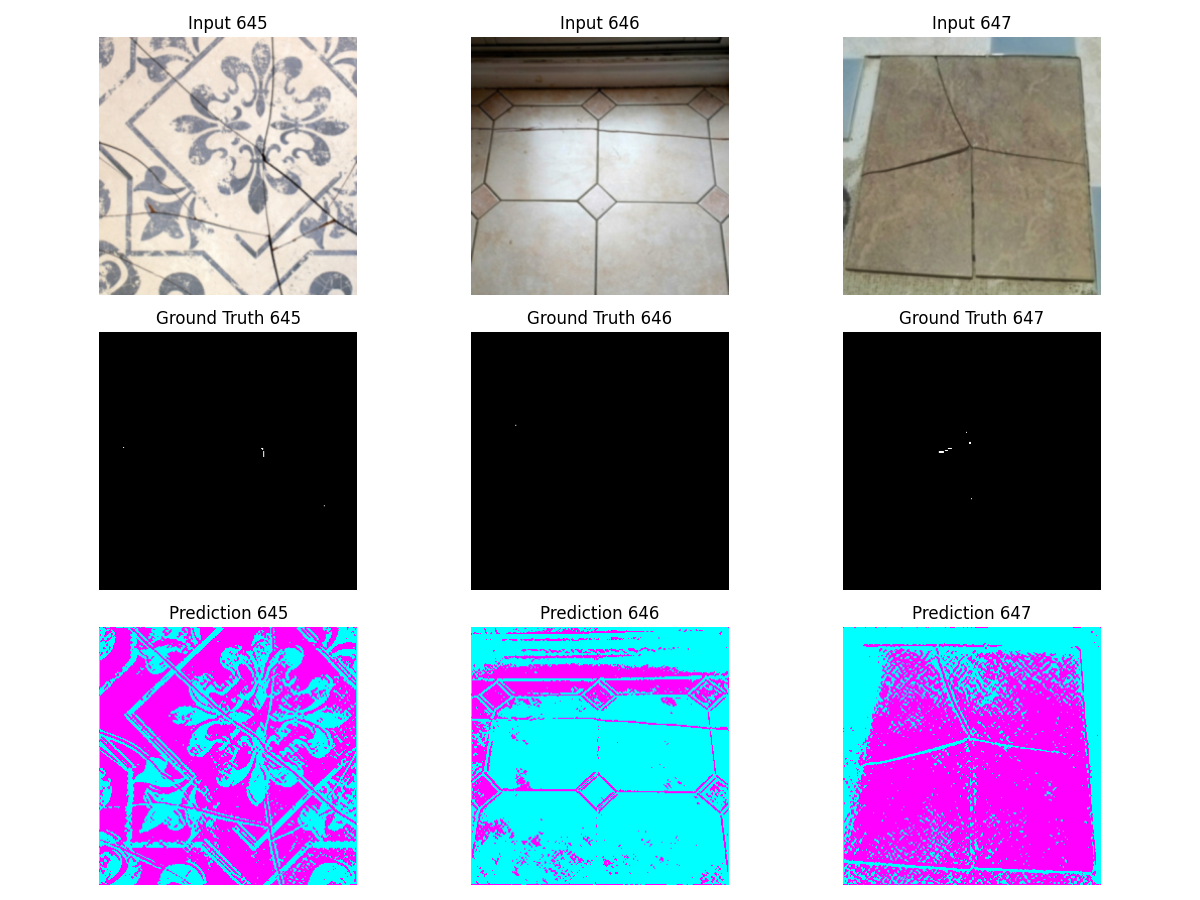 Input 645
Input 646
Input 647
Ground Truth 645
Ground Truth 646
Ground Truth 647
Prediction 645
Prediction 646
Prediction 647